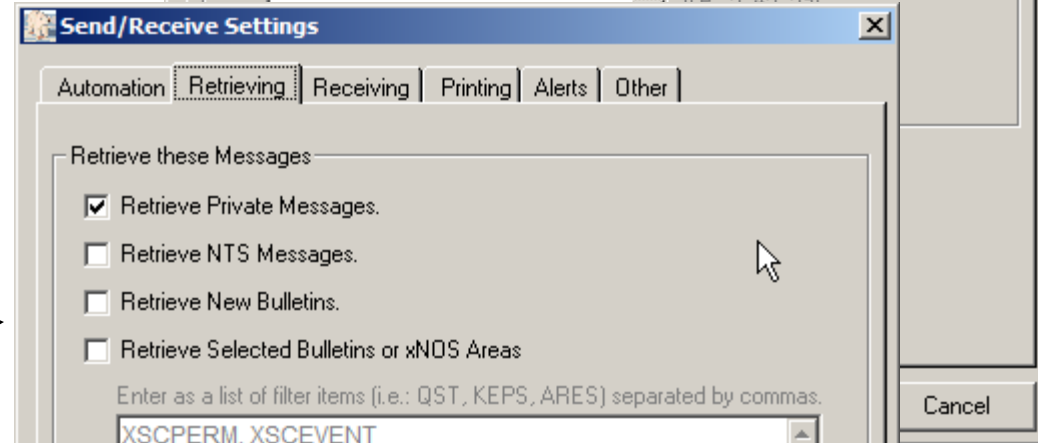 Send/Receive Settings
Automation Retrieving Receiving Printing Alerts Other
Retrieve these Messages
Retrieve Private Messages.
Retrieve NTS Messages.
Retrieve New Bulletins.
Retrieve Selected Bulletins or xNOS Areas
Enter as a list of filter items (i.e.: QST, KEPS, ARES) separated by commas.
Cancel
XSCPERM, XSCEVENT